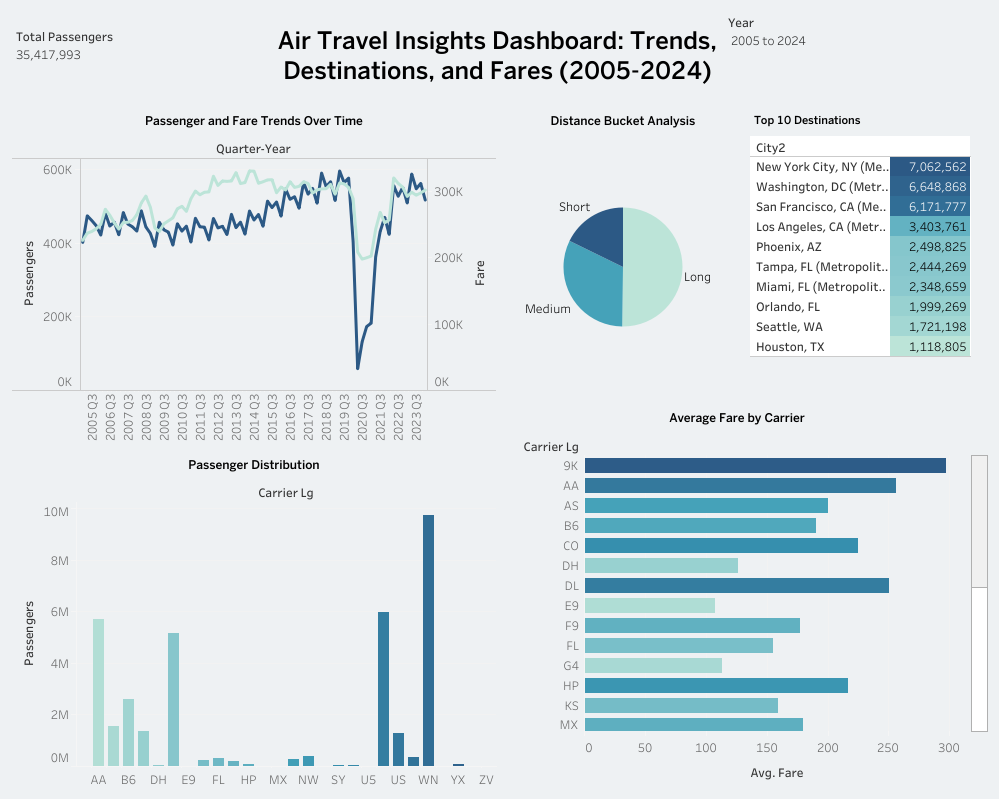 Total Passengers
35,417,993
Air Travel Insights Dashboard: Trends,
Destinations, and Fares (2005-2024)
Year
2005 to 2024
Passenger and Fare Trends Over Time
Quarter-Year
600K
400K
200K
0K
Passengers
300K
200K
100K
0K
Fare
2005 Q3
2006 Q3
2007 Q3
2008 Q3
2009 Q3
2010 Q3
2011 Q3
2012 Q3
2013 Q3
2014 Q3
2015 Q3
2016 Q3
2017 Q3
2018 Q3
2019 Q3
2020 Q3
2021 Q3
2022 Q3
2023 Q3
Distance Bucket Analysis
Short
Long
Medium
Top 10 Destinations
City2
New York City, NY (Me.. 7,062,562
Washington, DC (Metr.. 6,648,868
San Francisco, CA (Me.. 6,171,777
Los Angeles, CA (Metr.. 3,403,761
Phoenix, AZ 2,498,825
Tampa, FL (Metropolit.. 2,444,269
Miami, FL (Metropolit.. 2,348,659
Orlando, FL 1,999,269
Seattle, WA 1,721,198
Houston, TX 1,118,805
Passenger Distribution
Carrier Lg
10M
8M
6M
4M
2M
0M
Passengers
AA B6 DH E9 FL HP MX NW SY U5 US WN YX ZV
Average Fare by Carrier
Carrier Lg
9K
AA
AS
B6
CO
DH
DL
E9
F9
FL
G4
HP
KS
MX
0 50 100 150 200 250 300
Avg. Fare